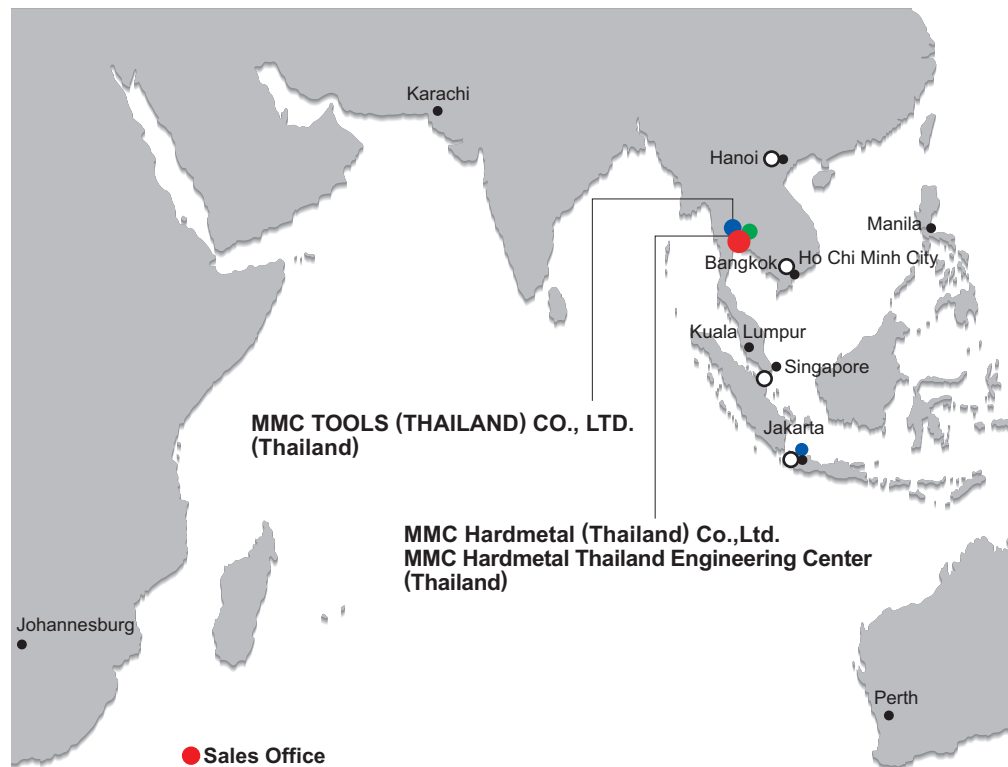 Karachi
Hanoi
Manila
Bangkok
Ho Chi Minh City
Kuala Lumpur
Singapore
MMC TOOLS (THAILAND) CO., LTD.
(Thailand)
Jakarta
MMC Hardmetal (Thailand) Co.,Ltd.
MMC Hardmetal Thailand Engineering Center
(Thailand)
Johannesburg
Perth
Sales Office